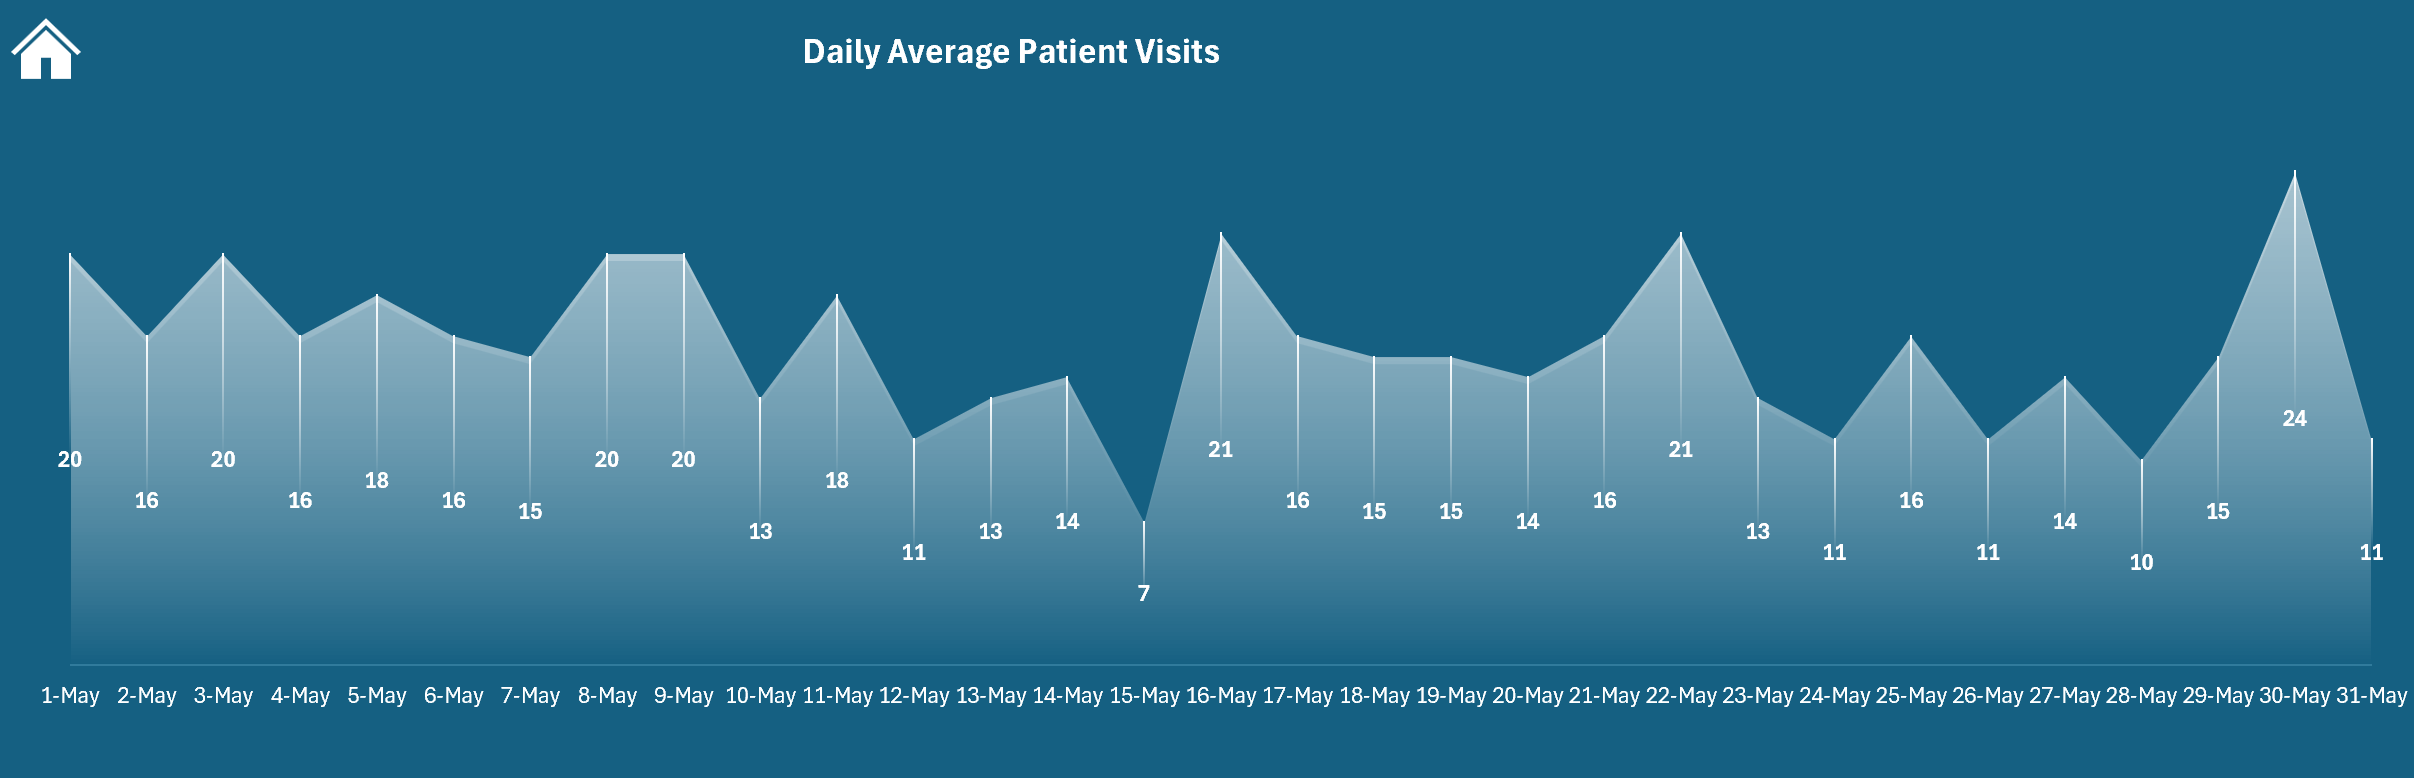 Daily Average Patient Visits
20 16 20 16 18 16 15 20 20 13 18 11 13 14 7 21 16 15 15 14 16 21 13 11 16 11 14 10 15 24 11
1-May 2-May 3-May 4-May 5-May 6-May 7-May 8-May 9-May 10-May 11-May 12-May 13-May 14-May 15-May 16-May 17-May 18-May 19-May 20-May 21-May 22-May 23-May 24-May 25-May 26-May 27-May 28-May 29-May 30-May 31-May